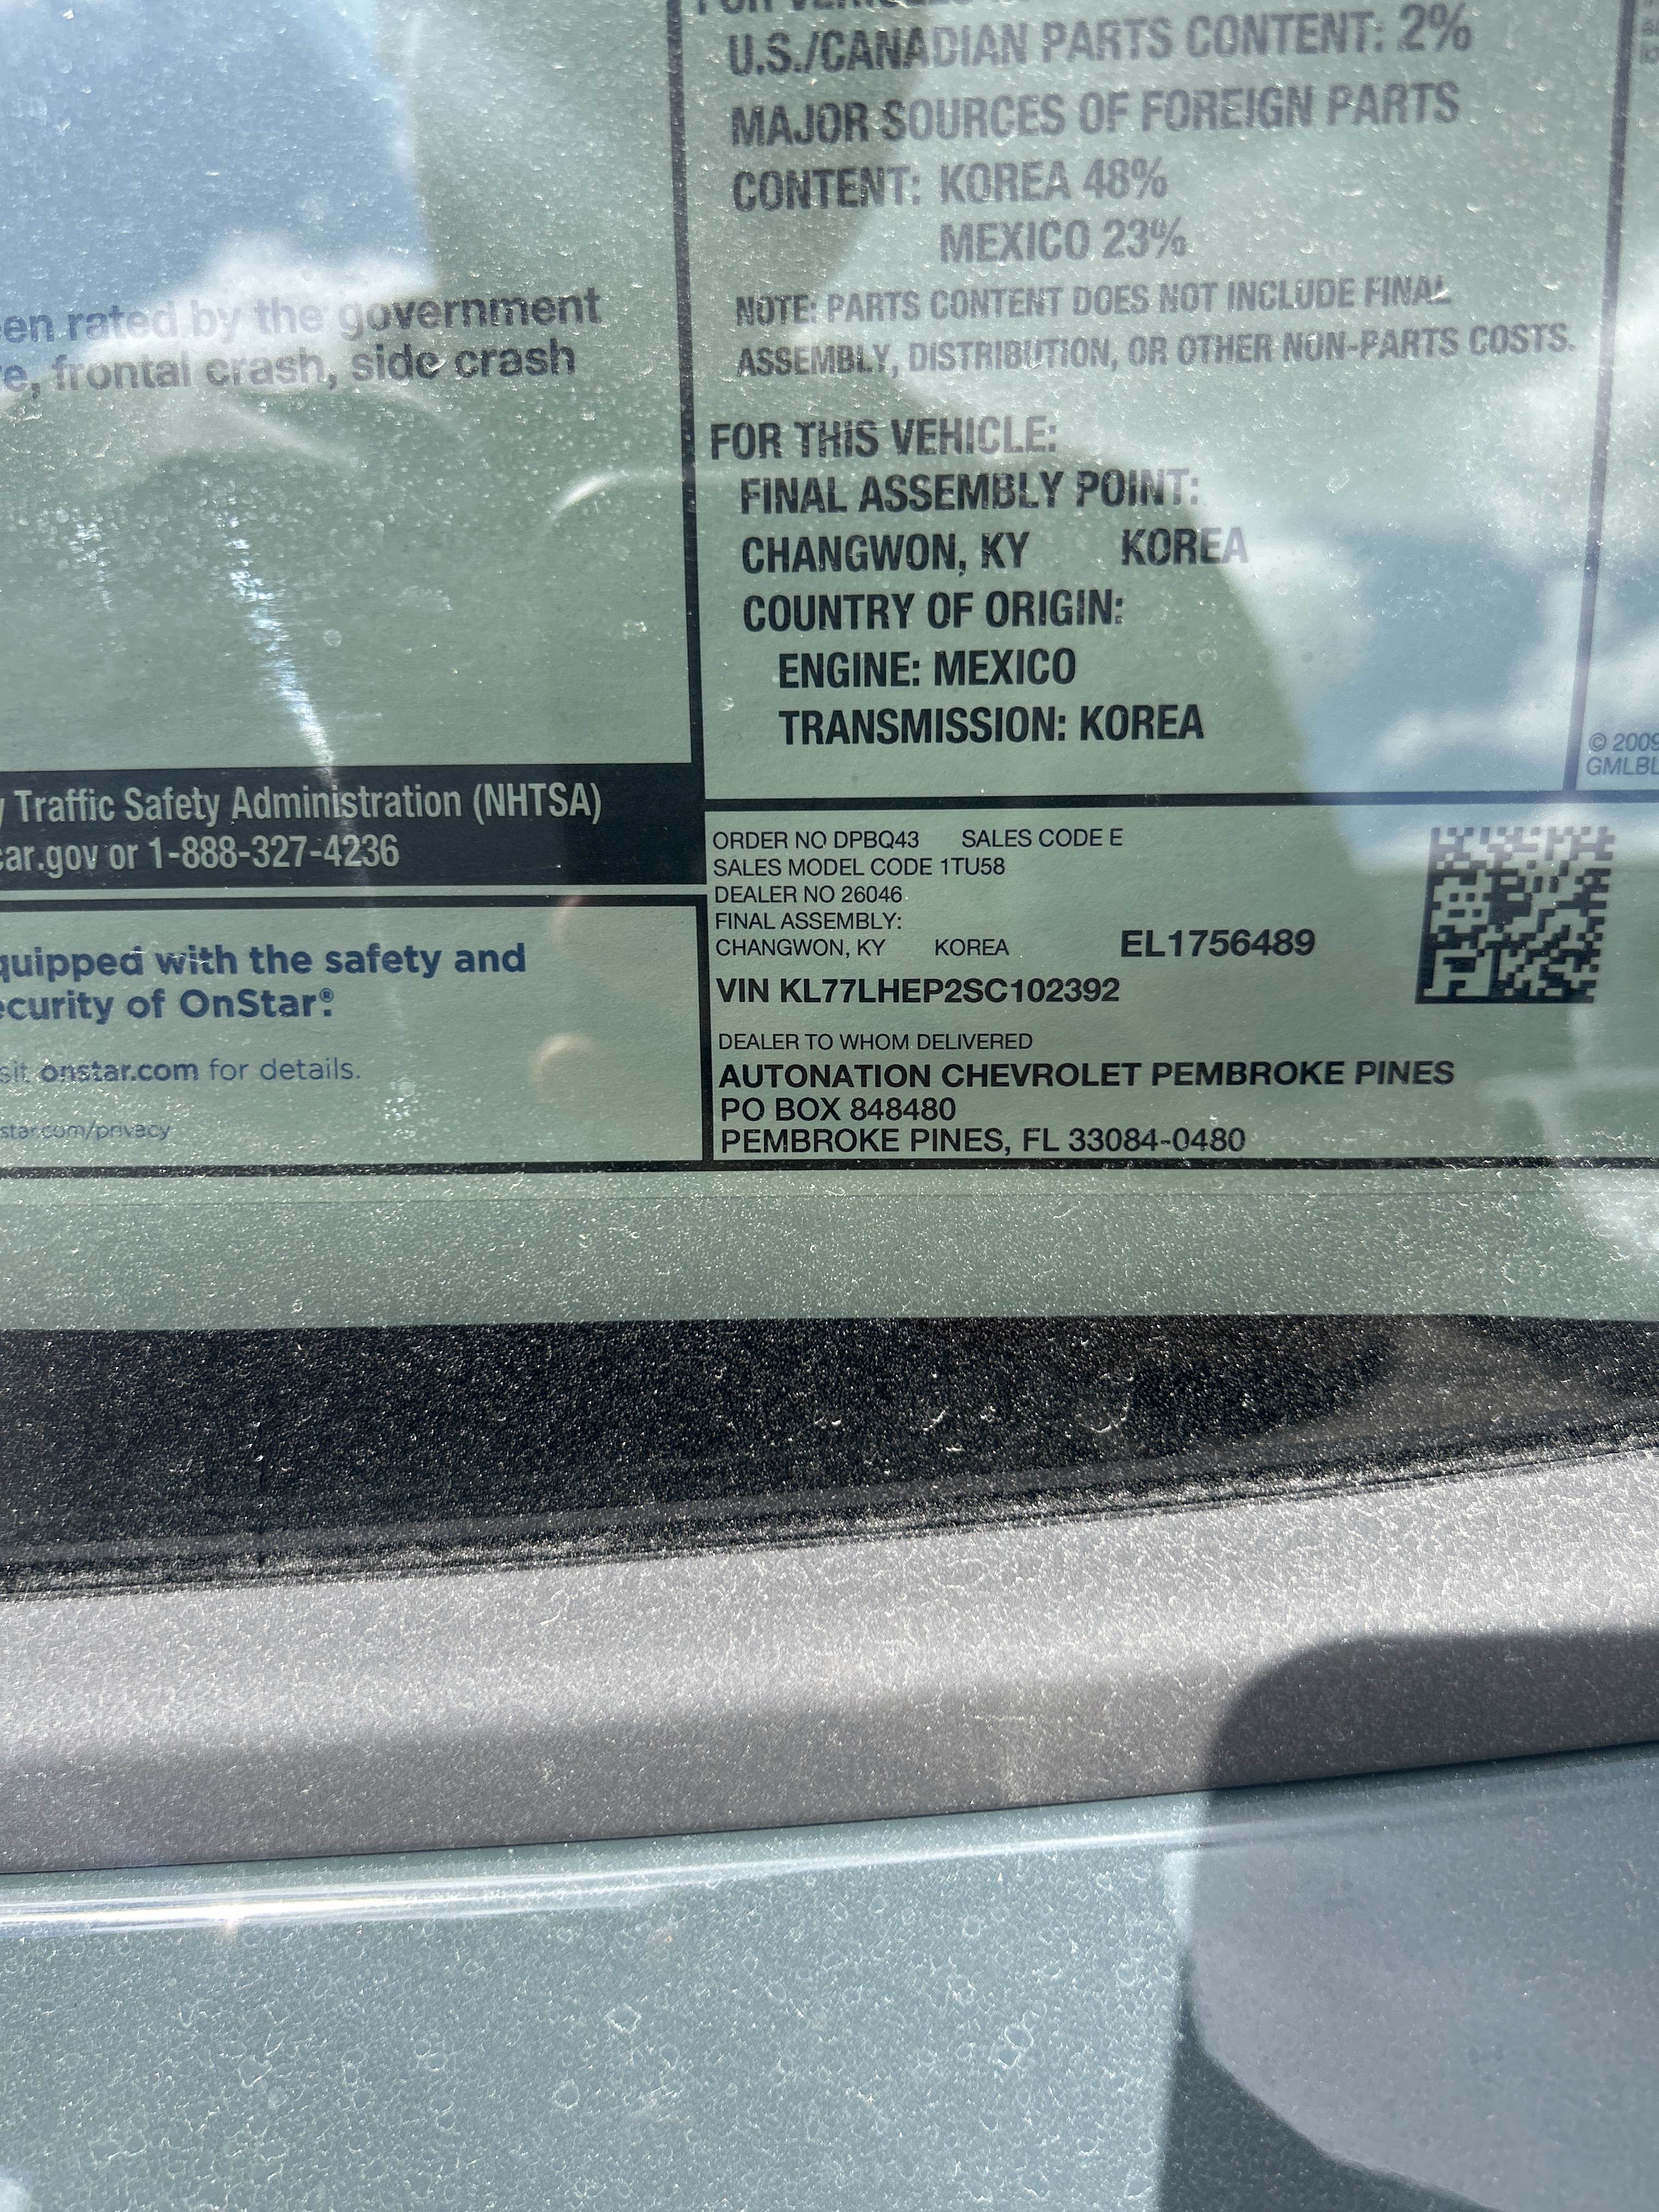 U.S./CANADIAN PARTS CONTENT: 2%
MAJOR SOURCES OF FOREIGN PARTS
CONTENT: KOREA 48%
MEXICO 23%
NOTE: PARTS CONTENT DOES NOT INCLUDE FINAL
ASSEMBLY, DISTRIBUTION, OR OTHER NON-PARTS COSTS.
FOR THIS VEHICLE:
FINAL ASSEMBLY POINT:
CHANGWON, KY KOREA
COUNTRY OF ORIGIN:
ENGINE: MEXICO
TRANSMISSION: KOREA
© 2009
GMLBL
en rated by the government
e, frontal crash, side crash
y Traffic Safety Administration (NHTSA)
car.gov or 1-888-327-4236
quipped with the safety and
ecurity of OnStar®.
sit onstar.com for details.
star.com/privacy
ORDER NO DPBQ43 SALES CODE E
SALES MODEL CODE 1TU58
DEALER NO 26046
FINAL ASSEMBLY:
CHANGWON, KY KOREA EL1756489
VIN KL77LHEP2SC102392
DEALER TO WHOM DELIVERED
AUTONATION CHEVROLET PEMBROKE PINES
PO BOX 848480
PEMBROKE PINES, FL 33084-0480